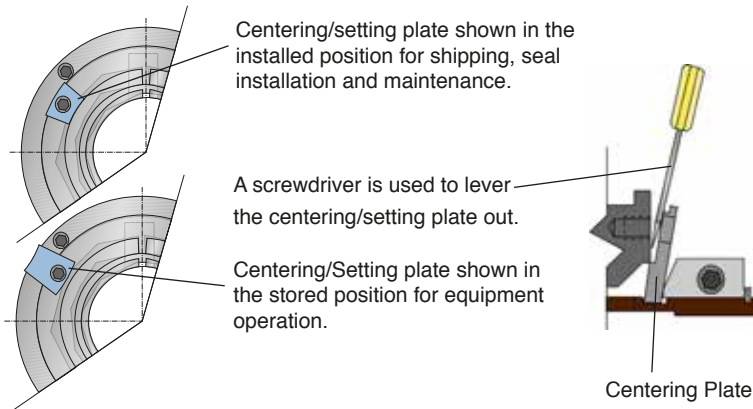 Centering/setting plate shown in the
installed position for shipping, seal
installation and maintenance.
A screwdriver is used to lever
the centering/setting plate out.
Centering/Setting plate shown in
the stored position for equipment
operation.
Centering Plate